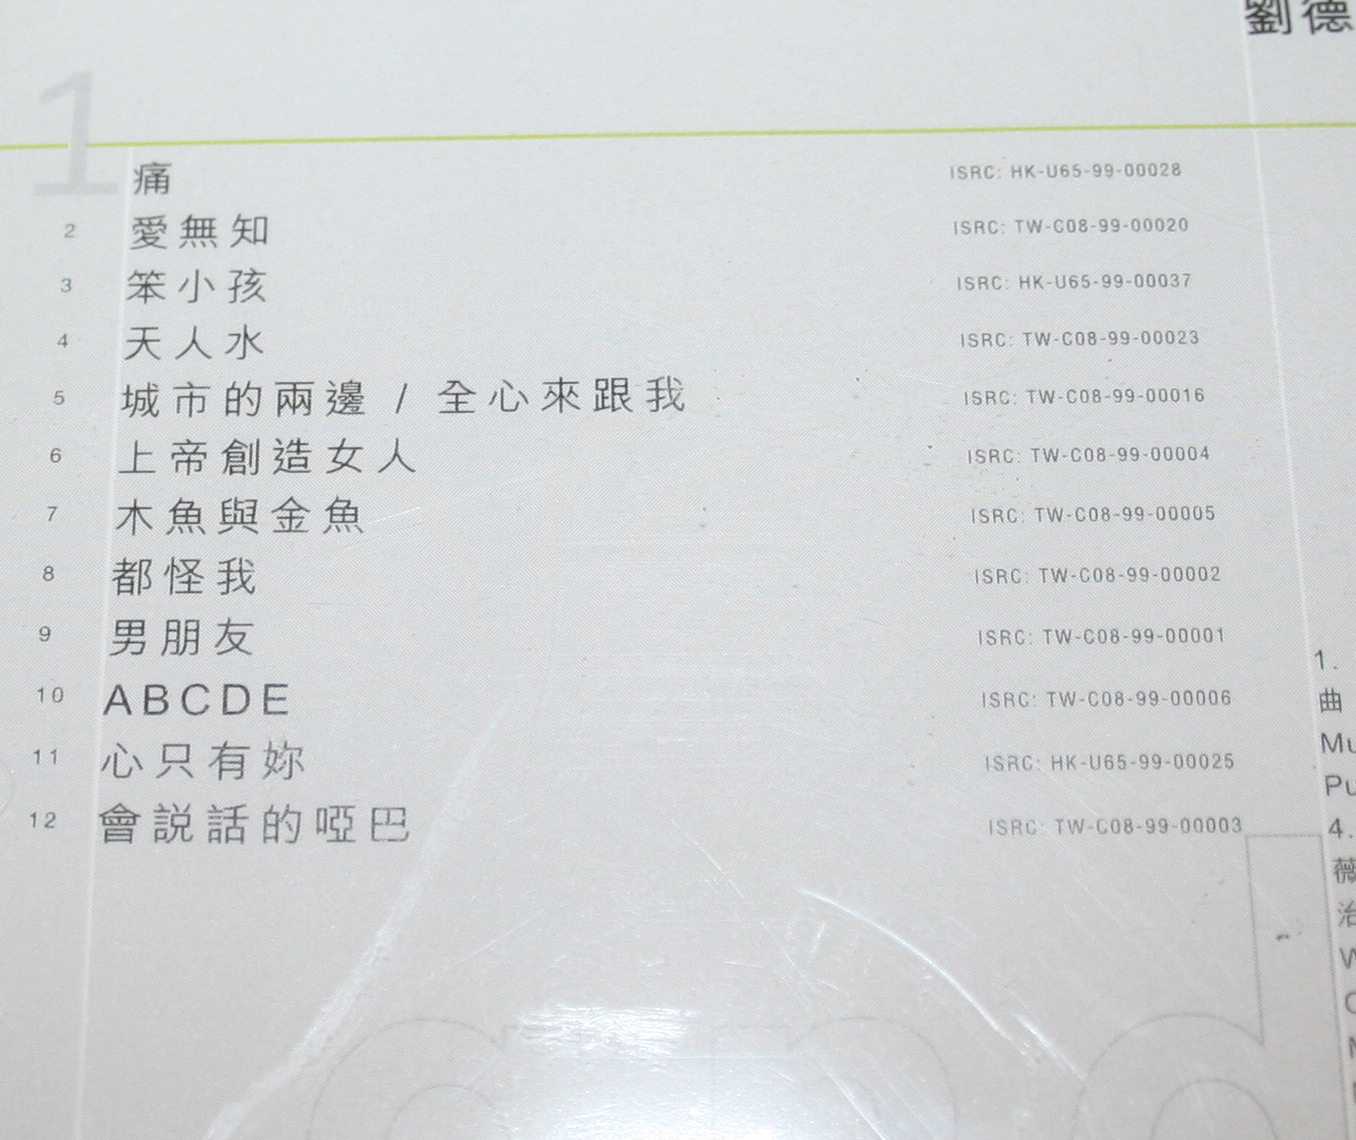 劉德
1 痛 ISRC: HK-U65-99-00028
2 愛無知 ISRC: TW-C08-99-00020
3 笨小孩 ISRC: HK-U65-99-00037
4 天人水 ISRC: TW-C08-99-00023
5 城市的兩邊 / 全心來跟我 ISRC: TW-C08-99-00016
6 上帝創造女人 ISRC: TW-C08-99-00004
7 木魚與金魚 ISRC: TW-C08-99-00005
8 都怪我 ISRC: TW-C08-99-00002
9 男朋友 ISRC: TW-C08-99-00001
10 ABCDE ISRC: TW-C08-99-00006
11 心只有妳 ISRC: HK-U65-99-00025
12 會説話的啞巴 ISRC: TW-C08-99-00003
1.
曲
Mu
Pu
4.
薇
治